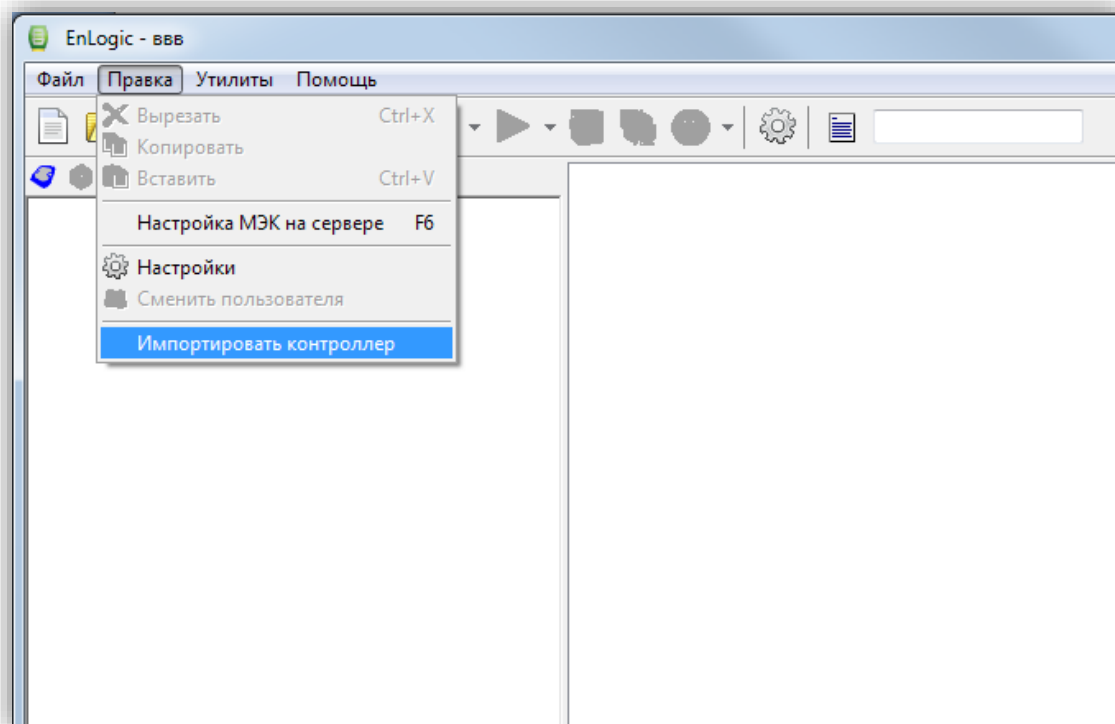 EnLogic - ввв
Файл Правка Утилиты Помощь
Вырезать Ctrl+X
Копировать
Вставить Ctrl+V
Настройка МЭК на сервере F6
Настройки
Сменить пользователя
Импортировать контроллер